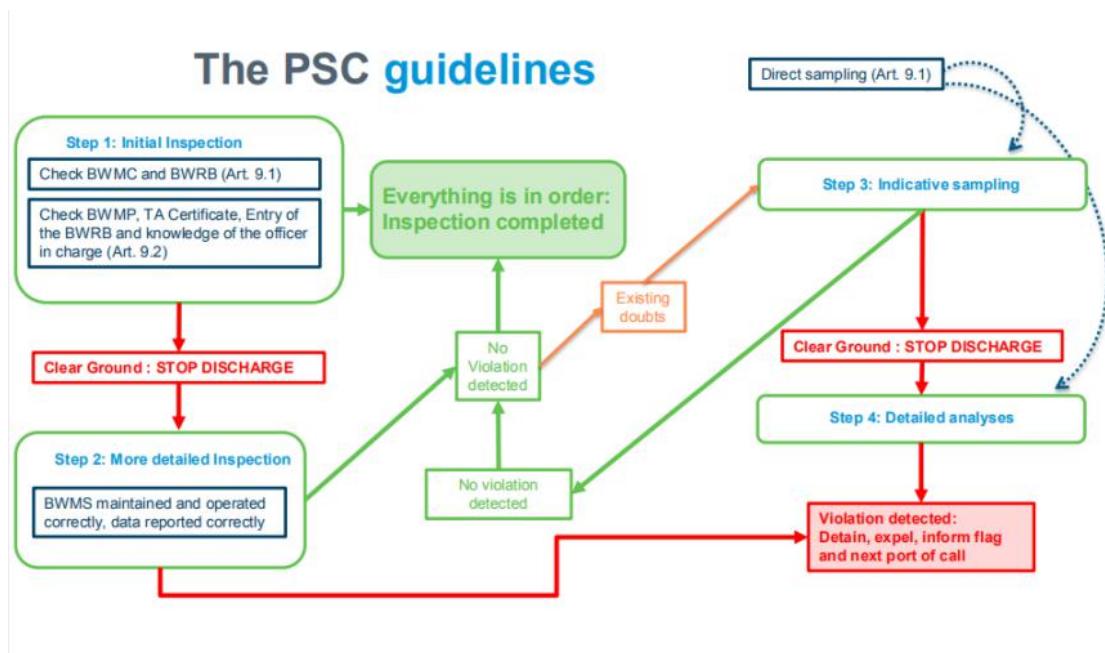 The PSC guidelines
Direct sampling (Art. 9.1)
Step 1: Initial Inspection
Check BWMC and BWRB (Art. 9.1)
Check BWMP, TA Certificate, Entry of
the BWRB and knowledge of the officer
in charge (Art. 9.2)
Everything is in order:
Inspection completed
Step 3: Indicative sampling
Existing
doubts
Clear Ground : STOP DISCHARGE
No
Violation
detected
Clear Ground : STOP DISCHARGE
Step 4: Detailed analyses
Step 2: More detailed Inspection
BWMS maintained and operated
correctly, data reported correctly
No violation
detected
Violation detected:
Detain, expel, inform flag
and next port of call